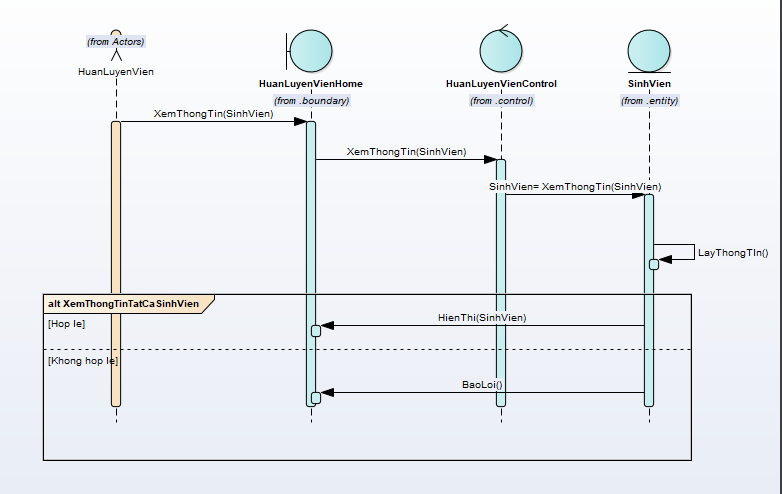 (from Actors)
HuanLuyenVien
HuanLuyenVienHome
(from .boundary)
HuanLuyenVienControl
(from .control)
SinhVien
(from .entity)
XemThongTin(SinhVien)
XemThongTin(SinhVien)
SinhVien= XemThongTin(SinhVien)
LayThongTIn()
alt XemThongTinTatCaSinhVien
[Hop le]
HienThi(SinhVien)
[Khong hop le]
BaoLoi()